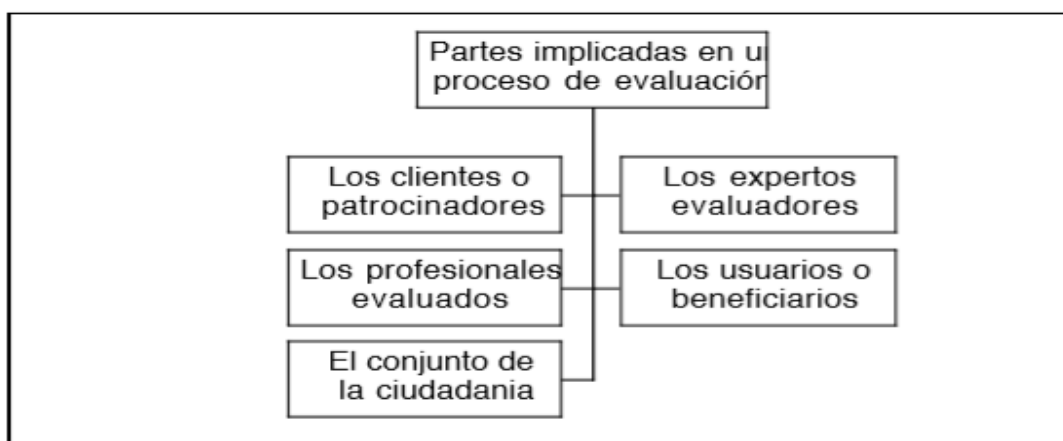 Partes implicadas en u
proceso de evaluación
Los clientes o
patrocinadores
Los expertos
evaluadores
Los profesionales
evaluados
Los usuarios o
beneficiarios
El conjunto de
la ciudadania